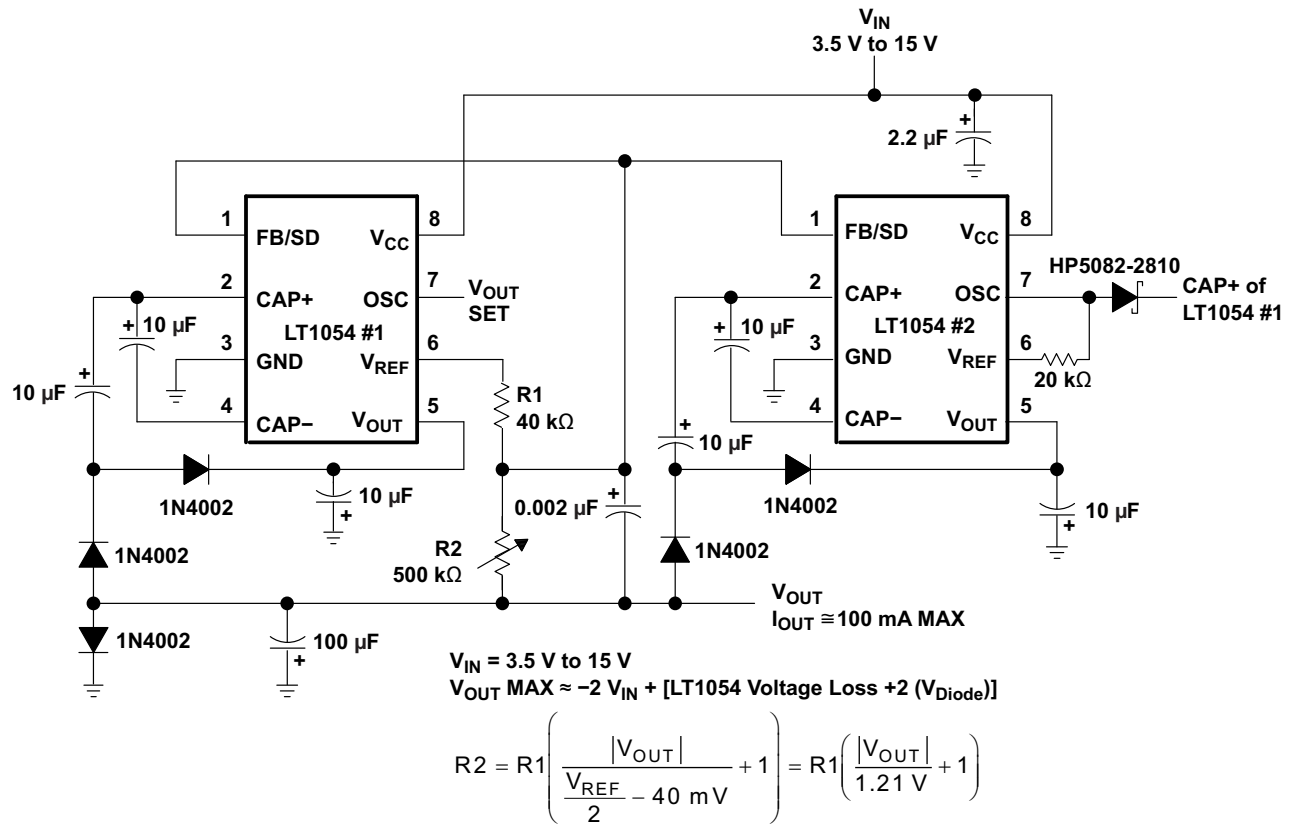 V_IN
3.5 V to 15 V
+
2.2 µF
1
8
FB/SD
V_CC
2
7
CAP+
OSC
V_OUT
SET
+
10 µF
LT1054 #1
3
6
GND
V_REF
+
10 µF
R1
40 kΩ
4
5
CAP−
V_OUT
1N4002
10 µF
+
1N4002
+
0.002 µF
R2
500 kΩ
1N4002
100 µF
+
1
8
FB/SD
V_CC
HP5082-2810
2
7
CAP+
OSC
CAP+ of
LT1054 #1
+
10 µF
LT1054 #2
3
6
GND
V_REF
20 kΩ
4
5
CAP−
V_OUT
+
10 µF
1N4002
10 µF
+
1N4002
V_OUT
I_OUT ≅ 100 mA MAX
V_IN = 3.5 V to 15 V
V_OUT MAX ≈ −2 V_IN + [LT1054 Voltage Loss +2 (V_Diode)]
R2 = R1 ( |V_OUT| / (V_REF / 2 − 40 mV) + 1 ) = R1 ( |V_OUT| / 1.21 V + 1 )